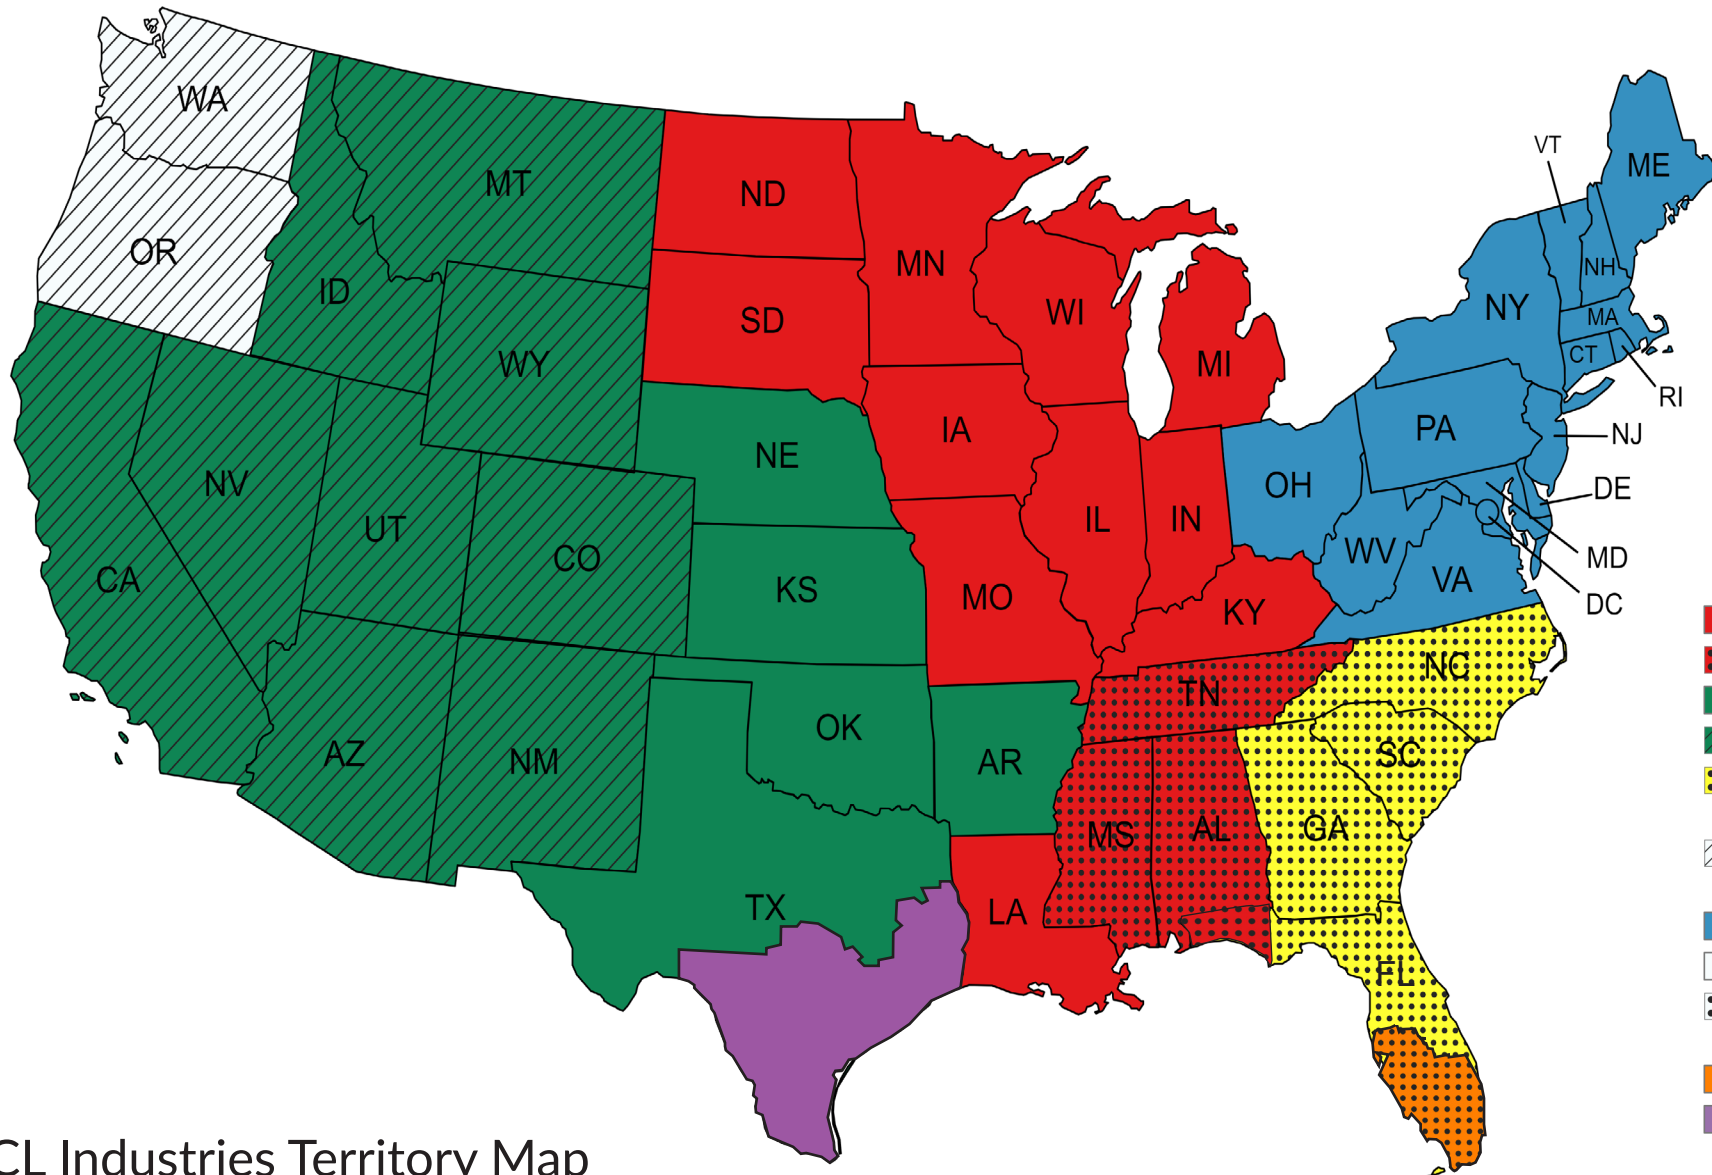 WA
VT
ME
MT
ND
OR
MN
NH
ID
NY
SD
WI
MA
CT
WY
MI
RI
IA
PA
NJ
NE
NV
OH
DE
IL
IN
UT
CO
WV
MD
CA
KS
MO
VA
DC
KY
NC
TN
OK
AZ
NM
AR
SC
MS
AL
GA
TX
LA
FL
CL Industries Territory Map